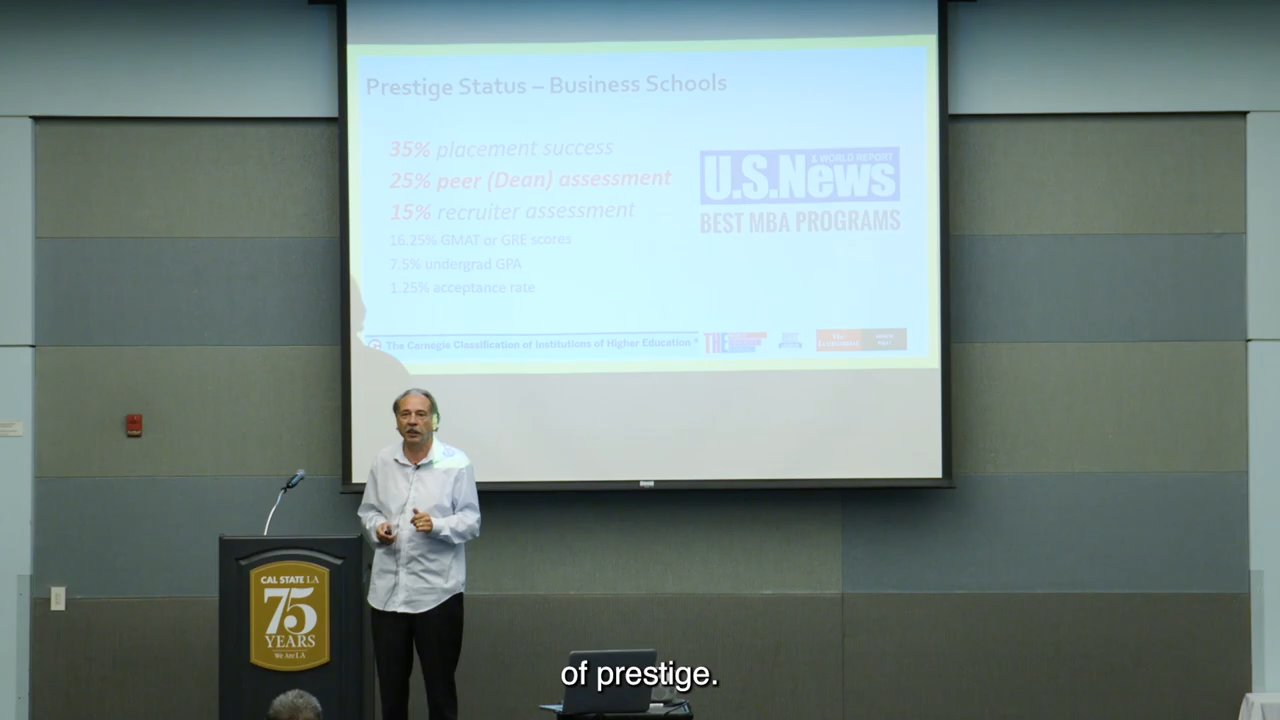 Prestige Status – Business Schools
35% placement success
25% peer (Dean) assessment
15% recruiter assessment
16.25% GMAT or GRE scores
7.5% undergrad GPA
1.25% acceptance rate
U.S.News
& WORLD REPORT
BEST MBA PROGRAMS
The Carnegie Classification of Institutions of Higher Education
THE
CAL STATE LA
75
YEARS
We Are LA
of prestige.